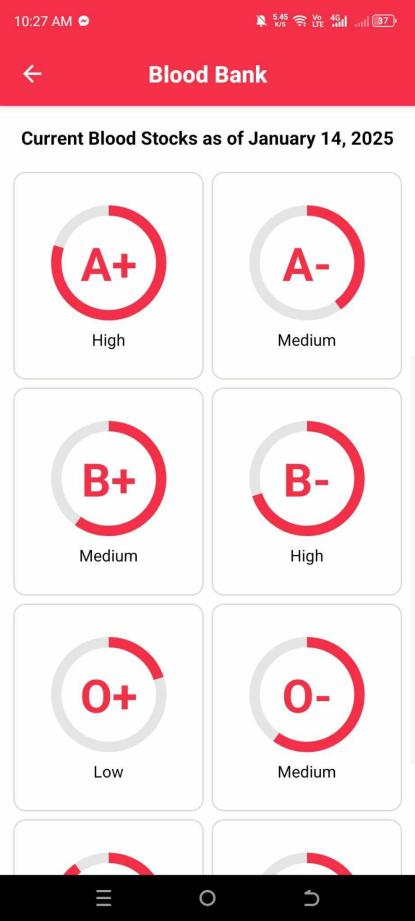 10:27 AM 5.45 K/S Vo LTE 4G 37
Blood Bank
Current Blood Stocks as of January 14, 2025
A+ A-
High Medium
B+ B-
Medium High
O+ O-
Low Medium